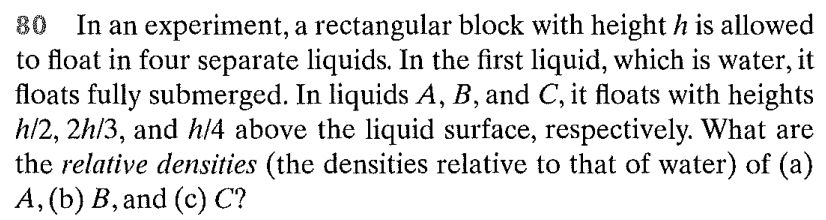 80 In an experiment, a rectangular block with height h is allowed
to float in four separate liquids. In the first liquid, which is water, it
floats fully submerged. In liquids A, B, and C, it floats with heights
h/2, 2h/3, and h/4 above the liquid surface, respectively. What are
the relative densities (the densities relative to that of water) of (a)
A, (b) B, and (c) C?